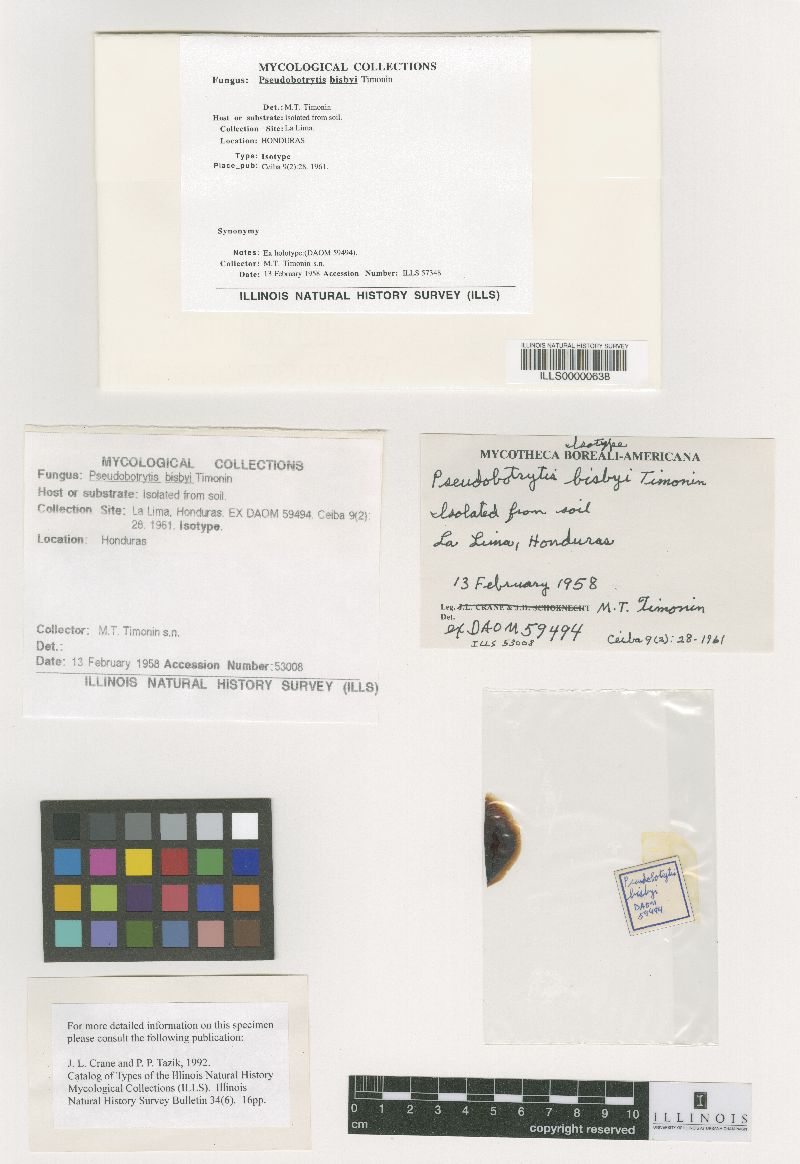 MYCOLOGICAL COLLECTIONS
Fungus: Pseudobotrytis bisbyi Timonin
Det.: M.T. Timonin
Host or substrate: Isolated from soil.
Collection Site: La Lima.
Location: HONDURAS
Type: Isotype
Place_pub: Ceiba 9(2):28. 1961.
Synonymy
Notes: Ex holotype:(DAOM 59494).
Collector: M.T. Timonin s.n.
Date: 13 February 1958 Accession Number: ILLS 57348
ILLINOIS NATURAL HISTORY SURVEY (ILLS)
ILLINOIS NATURAL HISTORY SURVEY
ILLS00000638
MYCOLOGICAL COLLECTIONS
Fungus: Pseudobotrytis bisbyi Timonin
Host or substrate: Isolated from soil.
Collection Site: La Lima, Honduras. EX DAOM 59494. Ceiba 9(2):
28. 1961. Isotype.
Location: Honduras
Collector: M.T. Timonin s.n.
Det.:
Date: 13 February 1958 Accession Number: 53008
ILLINOIS NATURAL HISTORY SURVEY (ILLS)
Isotype
MYCOTHECA BOREALI-AMERICANA
Pseudobotrytis bisbyi Timonin
Isolated from soil
La Lima, Honduras
13 February 1958
Leg. J.L. CRANE & J.D. SCHOKNECHT M.T. Timonin
Det.
ex DAOM 59494 Ceiba 9(2): 28-1961
ILLS 53008
Pseudobotrytis
bisbyi
DAOM
59494
For more detailed information on this specimen
please consult the following publication:
J. L. Crane and P. P. Tazik, 1992.
Catalog of Types of the Illinois Natural History
Mycological Collections (ILLS). Illinois
Natural History Survey Bulletin 34(6). 16pp.
0 1 2 3 4 5 6 7 8 9 10
cm copyright reserved
I
ILLINOIS
UNIVERSITY OF ILLINOIS AT URBANA-CHAMPAIGN